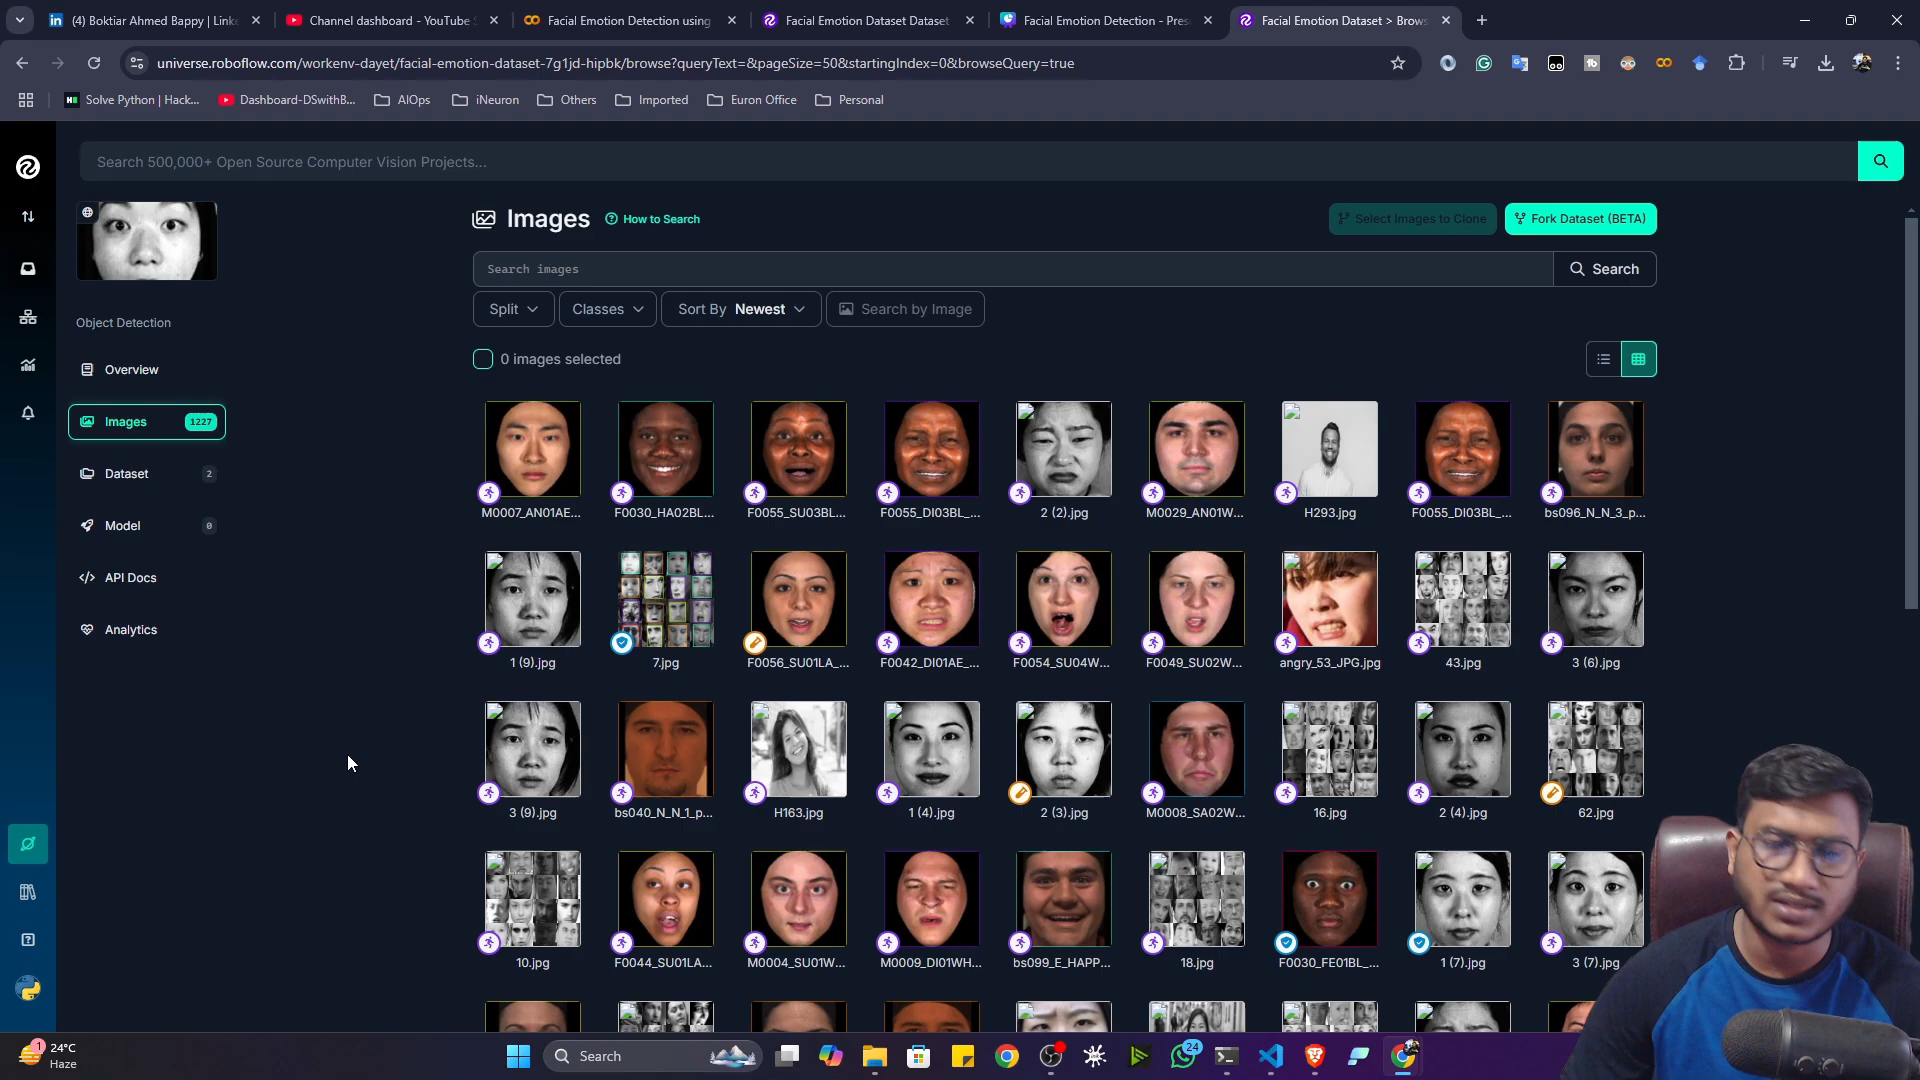 (4) Boktiar Ahmed Bappy | Linke
Channel dashboard - YouTube S
Facial Emotion Detection using
Facial Emotion Dataset Dataset
Facial Emotion Detection - Pres
Facial Emotion Dataset > Brows
universe.roboflow.com/workenv-dayet/facial-emotion-dataset-7g1jd-hipbk/browse?queryText=&pageSize=50&startingIndex=0&browseQuery=true
Solve Python | Hack...
Dashboard-DSwithB...
AIOps
iNeuron
Others
Imported
Euron Office
Personal
Search 500,000+ Open Source Computer Vision Projects...
Images
How to Search
Select Images to Clone
Fork Dataset (BETA)
Search images
Search
Split
Classes
Sort By Newest
Search by Image
0 images selected
Object Detection
Overview
Images 1227
Dataset 2
Model 0
API Docs
Analytics
M0007_AN01AE... F0030_HA02BL... F0055_SU03BL... F0055_DI03BL_... 2 (2).jpg M0029_AN01W... H293.jpg F0055_DI03BL_... bs096_N_N_3_p...
1 (9).jpg 7.jpg F0056_SU01LA_... F0042_DI01AE_... F0054_SU04W... F0049_SU02W... angry_53_JPG.jpg 43.jpg 3 (6).jpg
3 (9).jpg bs040_N_N_1_p... H163.jpg 1 (4).jpg 2 (3).jpg M0008_SA02W... 16.jpg 2 (4).jpg 62.jpg
10.jpg F0044_SU01LA... M0004_SU01W... M0009_DI01WH... bs099_E_HAPP... 18.jpg F0030_FE01BL_... 1 (7).jpg 3 (7).jpg
1
24°C
Haze
Search
24